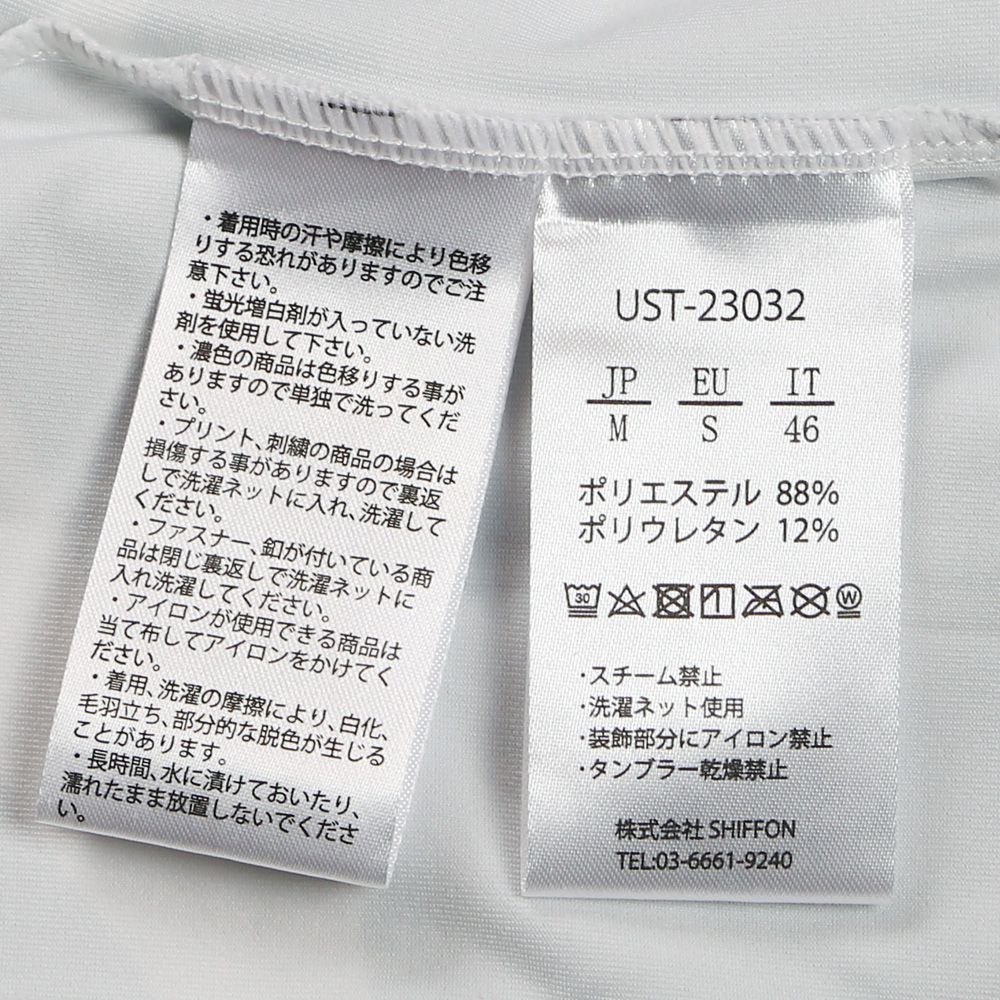 ・着用時の汗や摩擦により色移
りする恐れがありますのでご注
意下さい。
・蛍光増白剤が入っていない洗
剤を使用して下さい。
・濃色の商品は色移りする事が
ありますので単独で洗ってくだ
さい。
・プリント、刺繍の商品の場合は
損傷する事がありますので裏返
しで洗濯ネットに入れ、洗濯して
ください。
・ファスナー、釦が付いている商
品は閉じ裏返しで洗濯ネットに
入れ洗濯してください。
・アイロンが使用できる商品は
当て布してアイロンをかけてく
ださい。
・着用、洗濯の摩擦により、白化、
毛羽立ち、部分的な脱色が生じる
ことがあります。
・長時間、水に漬けておいたり、
濡れたまま放置しないでくださ
い。
UST-23032
JP EU IT
M S 46
ポリエステル 88%
ポリウレタン 12%
30 W
・スチーム禁止
・洗濯ネット使用
・装飾部分にアイロン禁止
・タンブラー乾燥禁止
株式会社 SHIFFON
TEL:03-6661-9240